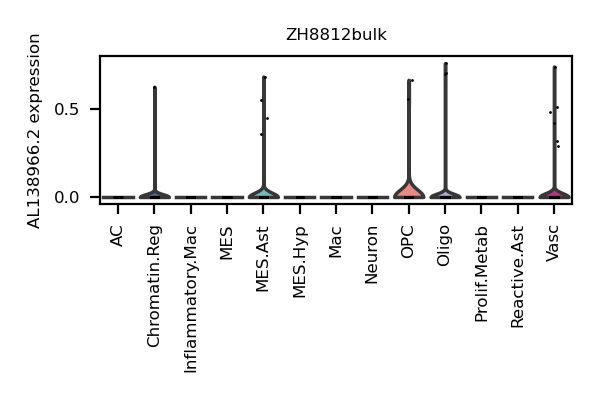 ZH8812bulk
AL138966.2 expression
0.5
0.0
AC
Chromatin.Reg
Inflammatory.Mac
MES
MES.Ast
MES.Hyp
Mac
Neuron
OPC
Oligo
Prolif.Metab
Reactive.Ast
Vasc